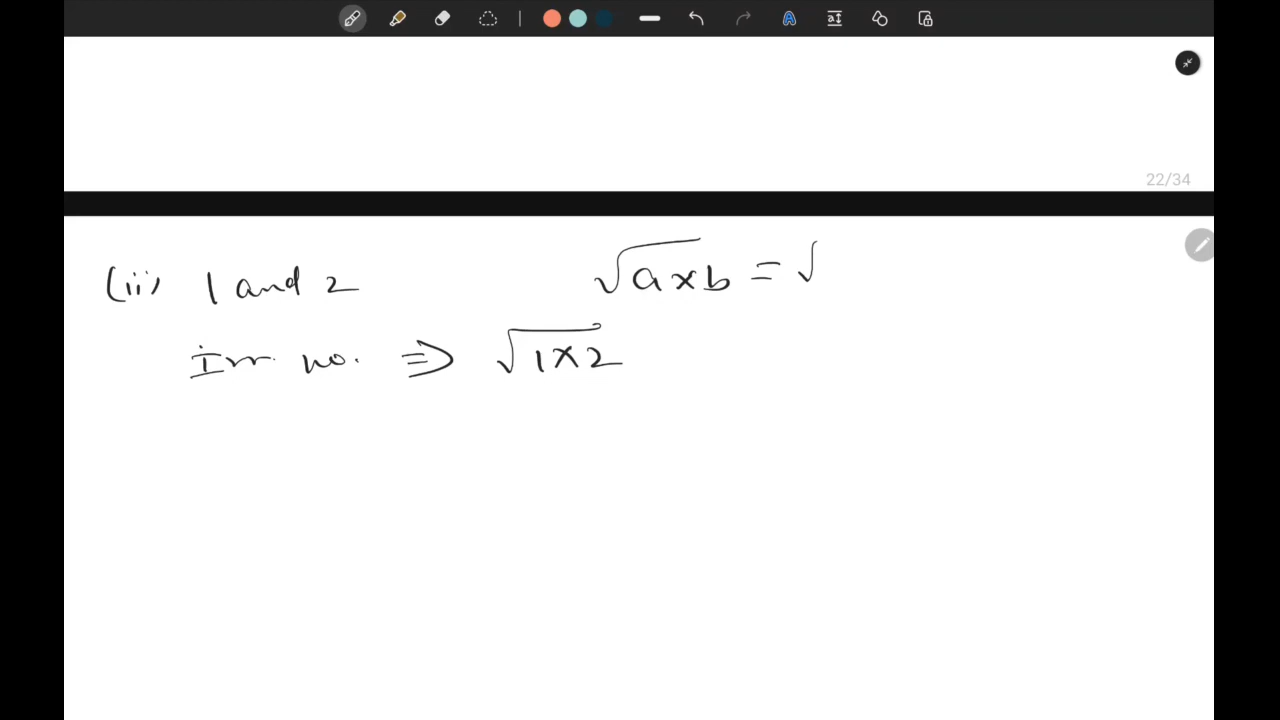 22/34
(ii) 1 and 2
√a×b = √
Irr. no. ⇒ √1×2